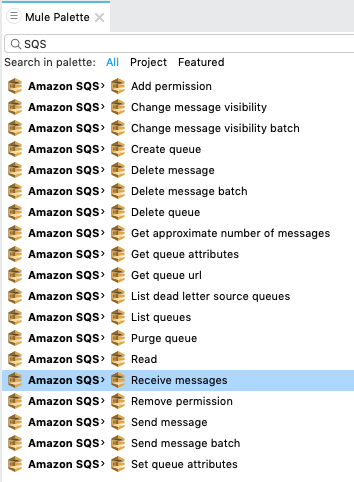 Mule Palette
SQS
Search in palette: All Project Featured
Amazon SQS› Add permission
Amazon SQS› Change message visibility
Amazon SQS› Change message visibility batch
Amazon SQS› Create queue
Amazon SQS› Delete message
Amazon SQS› Delete message batch
Amazon SQS› Delete queue
Amazon SQS› Get approximate number of messages
Amazon SQS› Get queue attributes
Amazon SQS› Get queue url
Amazon SQS› List dead letter source queues
Amazon SQS› List queues
Amazon SQS› Purge queue
Amazon SQS› Read
Amazon SQS› Receive messages
Amazon SQS› Remove permission
Amazon SQS› Send message
Amazon SQS› Send message batch
Amazon SQS› Set queue attributes